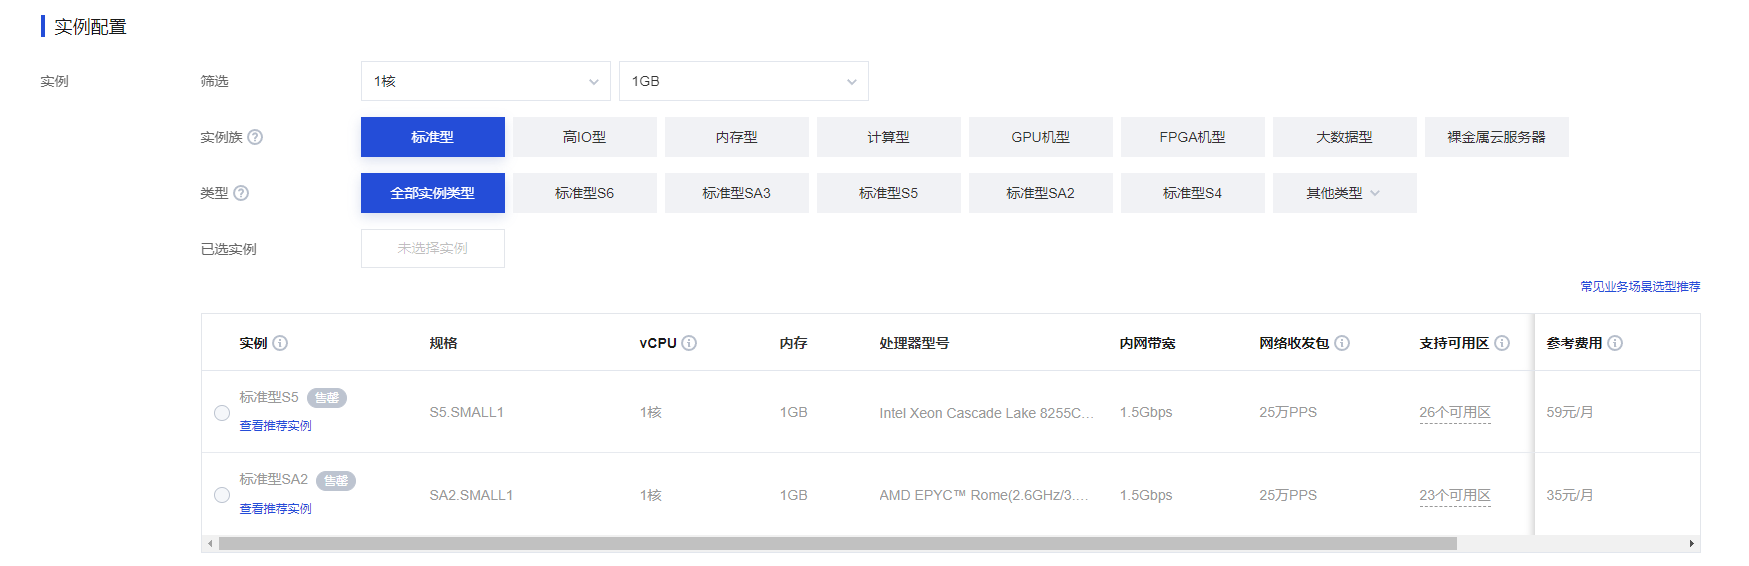 实例配置
实例 筛选 1核 1GB
实例族 标准型 高IO型 内存型 计算型 GPU机型 FPGA机型 大数据型 裸金属云服务器
类型 全部实例类型 标准型S6 标准型SA3 标准型S5 标准型SA2 标准型S4 其他类型
已选实例 未选择实例
常见业务场景选型推荐
实例 规格 vCPU 内存 处理器型号 内网带宽 网络收发包 支持可用区 参考费用
标准型S5 售罄
S5.SMALL1 1核 1GB Intel Xeon Cascade Lake 8255C... 1.5Gbps 25万PPS 26个可用区 59元/月
查看推荐实例
标准型SA2 售罄
SA2.SMALL1 1核 1GB AMD EPYC™ Rome(2.6GHz/3.... 1.5Gbps 25万PPS 23个可用区 35元/月
查看推荐实例